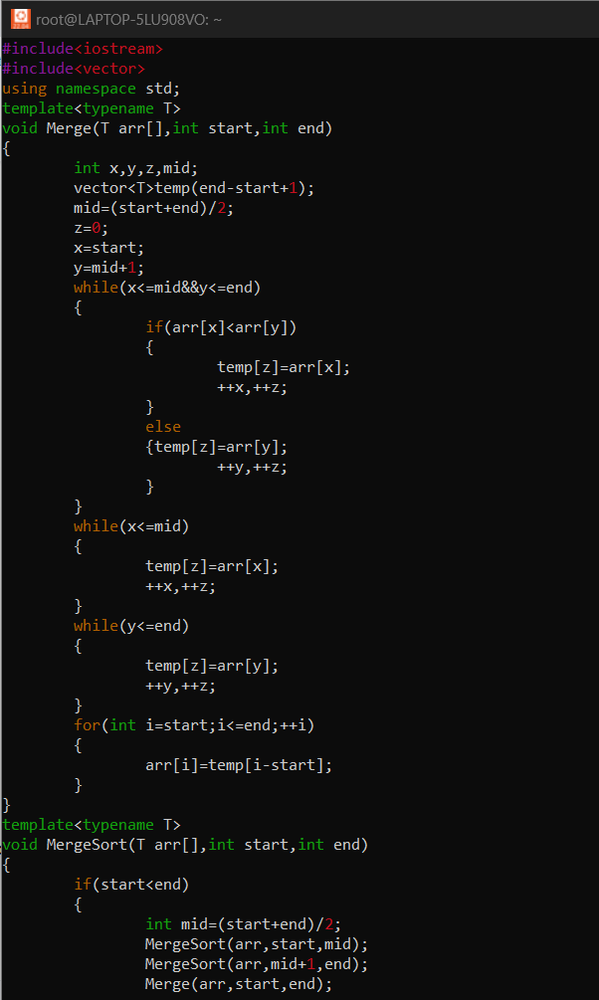 root@LAPTOP-5LU908VO: ~
#include<iostream>
#include<vector>
using namespace std;
template<typename T>
void Merge(T arr[],int start,int end)
{
        int x,y,z,mid;
        vector<T>temp(end-start+1);
        mid=(start+end)/2;
        z=0;
        x=start;
        y=mid+1;
        while(x<=mid&&y<=end)
        {
                if(arr[x]<arr[y])
                {
                        temp[z]=arr[x];
                        ++x,++z;
                }
                else
                {temp[z]=arr[y];
                        ++y,++z;
                }
        }
        while(x<=mid)
        {
                temp[z]=arr[x];
                ++x,++z;
        }
        while(y<=end)
        {
                temp[z]=arr[y];
                ++y,++z;
        }
        for(int i=start;i<=end;++i)
        {
                arr[i]=temp[i-start];
        }
}
template<typename T>
void MergeSort(T arr[],int start,int end)
{
        if(start<end)
        {
                int mid=(start+end)/2;
                MergeSort(arr,start,mid);
                MergeSort(arr,mid+1,end);
                Merge(arr,start,end);